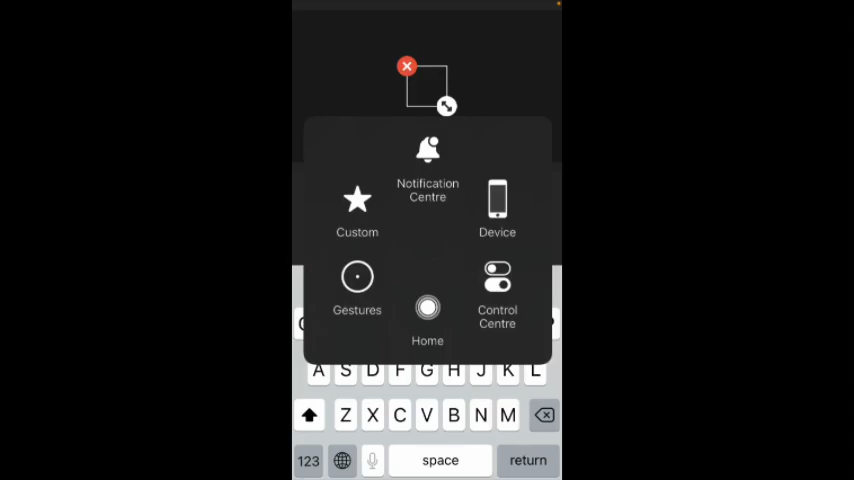 Notification
Centre
Custom
Device
Gestures
Control
Centre
Home
A S D F G H J K L
Z X C V B N M
123
space
return